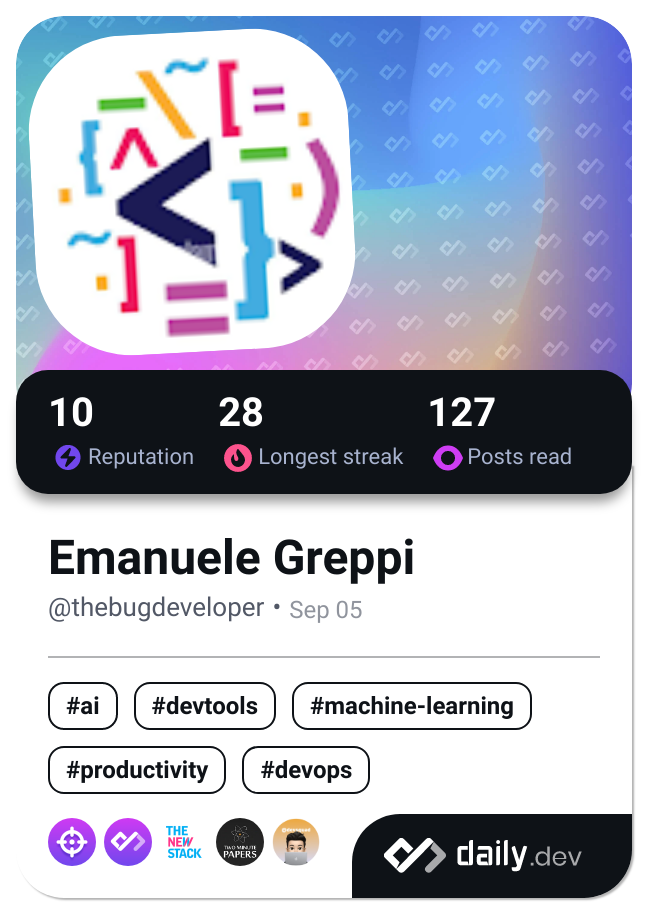 10
28
127
Reputation
Longest streak
Posts read
Emanuele Greppi
@thebugdeveloper • Sep 05
#ai
#devtools
#machine-learning
#productivity
#devops
THE
NEW
STACK
TWO MINUTE
PAPERS
daily.dev